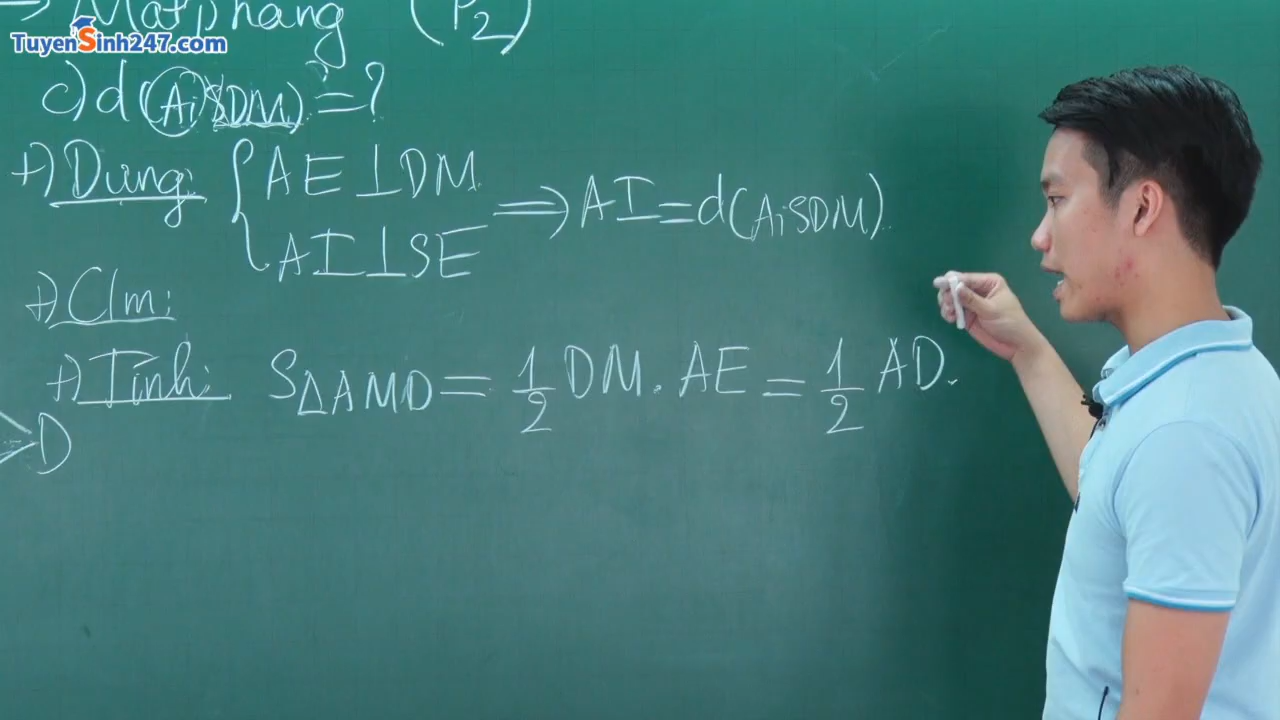 → Mặt phẳng (P₂)
TuyenSinh247.com
c) d(A; SDM) = ?
+) Dựng: { AE ⊥ DM
AI ⊥ SE
⇒ AI = d(A; SDM).
+) C/m:
+) Tính: S△AMD = 1/2 DM . AE = 1/2 AD.
D